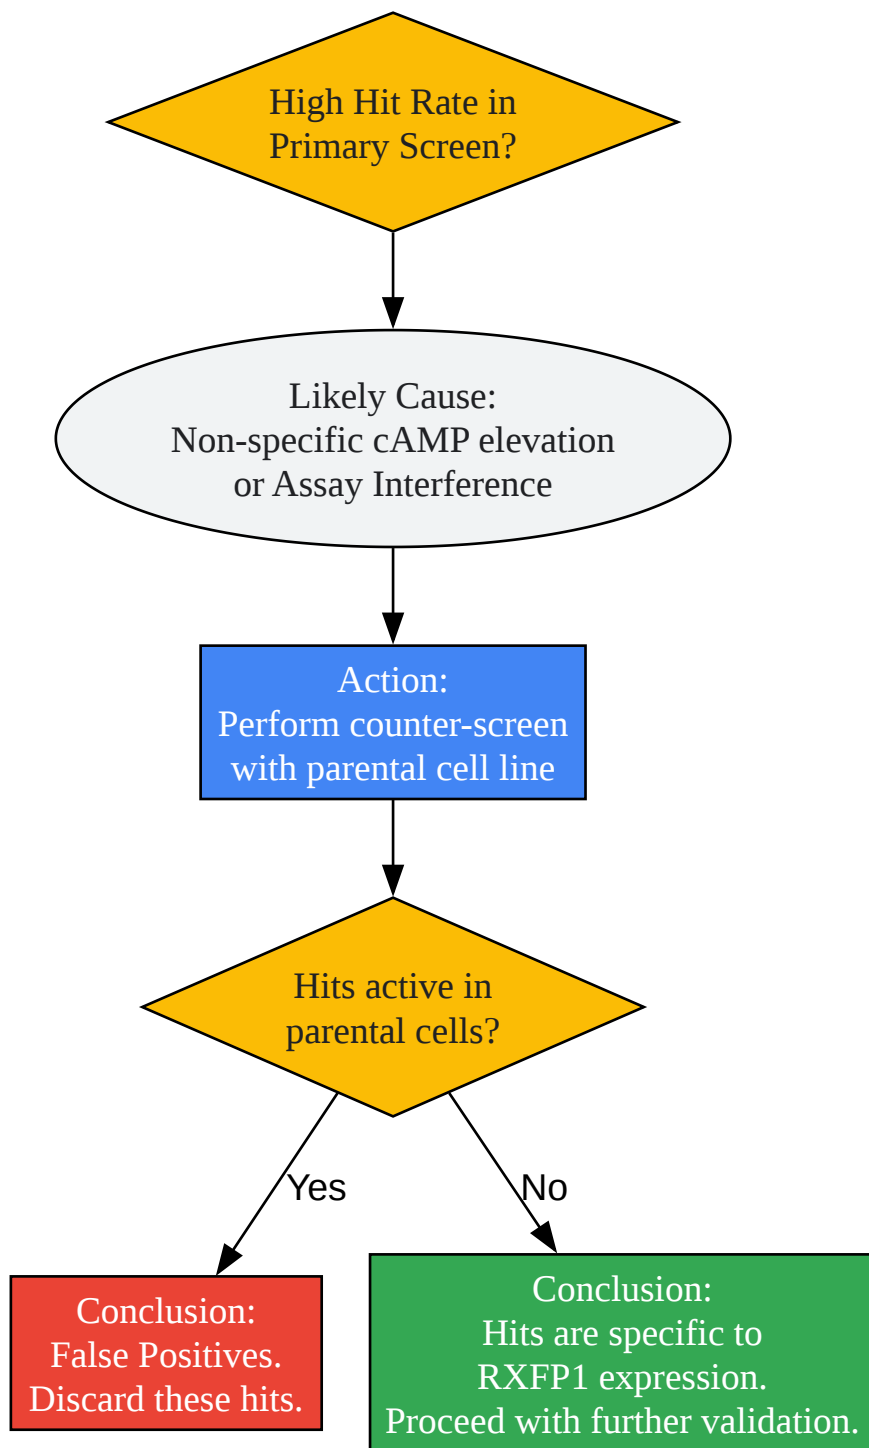 High Hit Rate in
Primary Screen?
Likely Cause:
Non-specific cAMP elevation
or Assay Interference
Action:
Perform counter-screen
with parental cell line
Hits active in
parental cells?
Yes
No
Conclusion:
False Positives.
Discard these hits.
Conclusion:
Hits are specific to
RXFP1 expression.
Proceed with further validation.